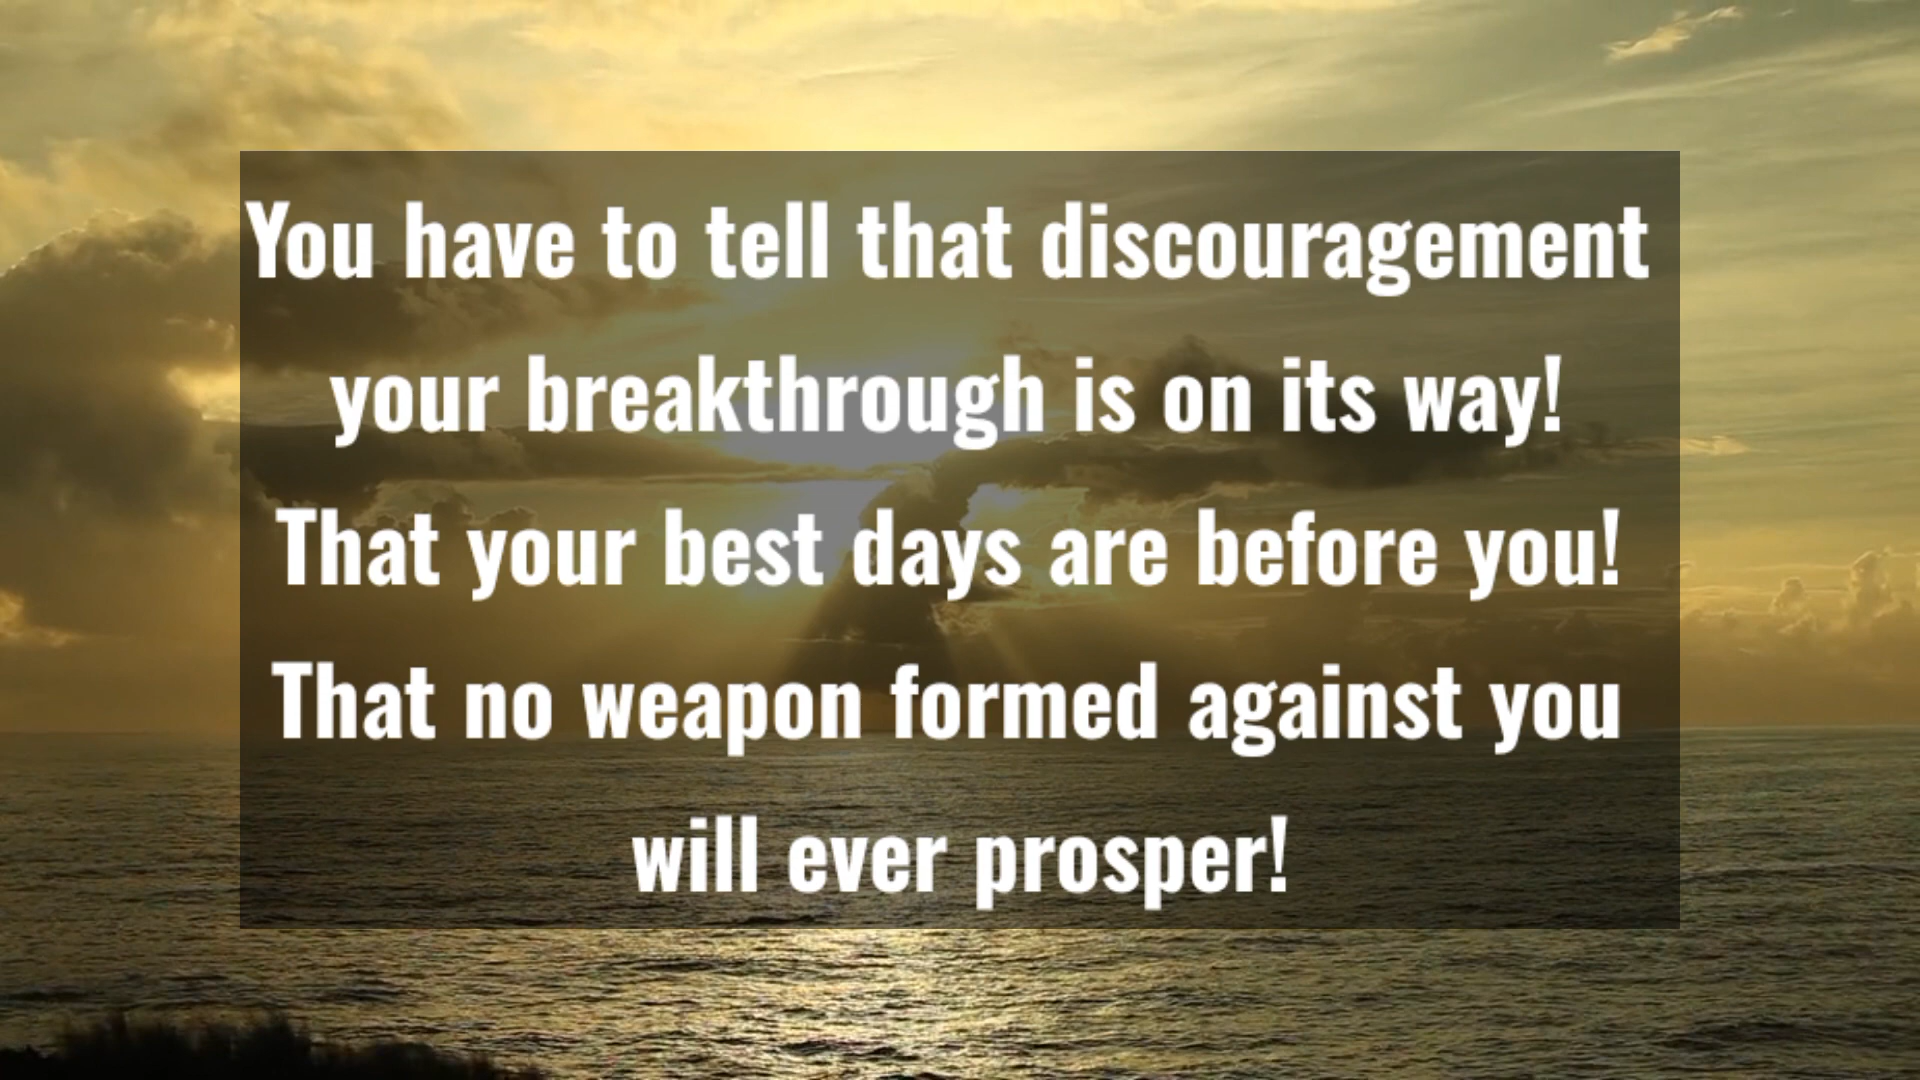 You have to tell that discouragement
your breakthrough is on its way!
That your best days are before you!
That no weapon formed against you
will ever prosper!